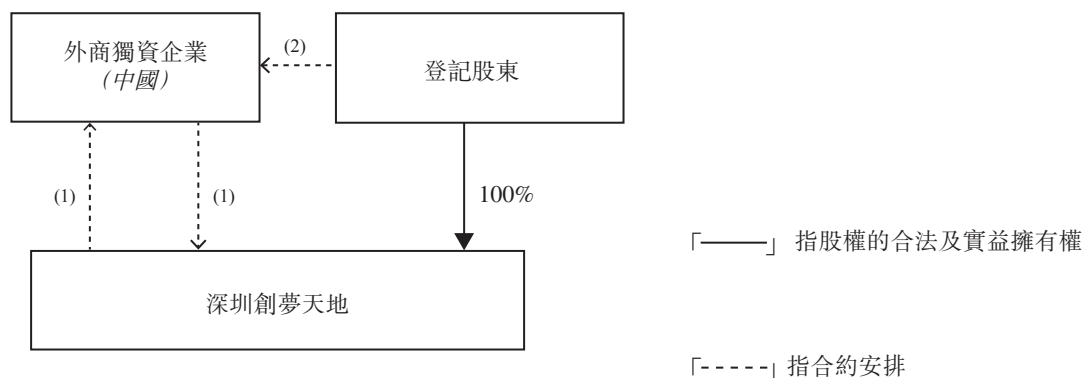 外商獨資企業
（中國）
(2)
登記股東
(1)
(1)
100%
深圳創夢天地
「———」指股權的合法及實益擁有權
「-----」指合約安排